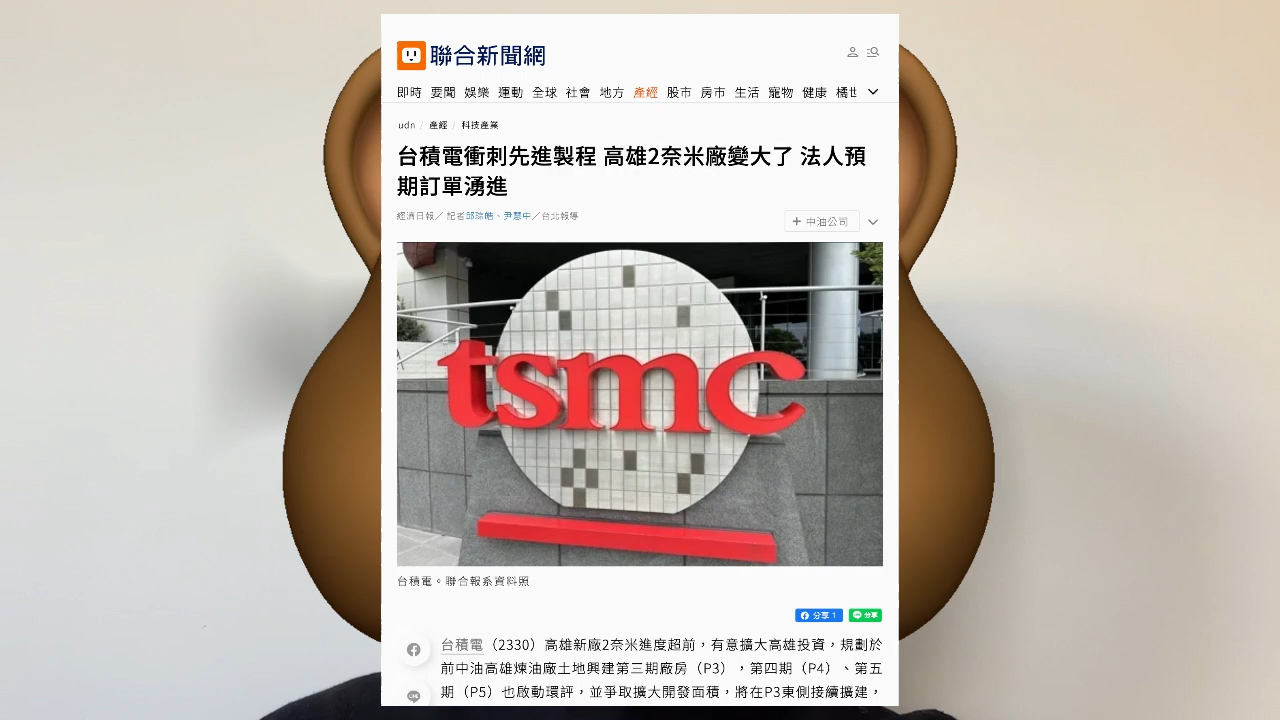 聯合新聞網
即時 要聞 娛樂 運動 全球 社會 地方 產經 股市 房市 生活 寵物 健康 橘世
udn / 產經 / 科技產業
台積電衝刺先進製程 高雄2奈米廠變大了 法人預
期訂單湧進
經濟日報／ 記者邱琮皓、尹慧中／台北報導
+ 中油公司
tsmc
台積電。聯合報系資料照
分享 1
分享
台積電（2330）高雄新廠2奈米進度超前，有意擴大高雄投資，規劃於
前中油高雄煉油廠土地興建第三期廠房（P3），第四期（P4）、第五
期（P5）也啟動環評，並爭取擴大開發面積，將在P3東側接續擴建，